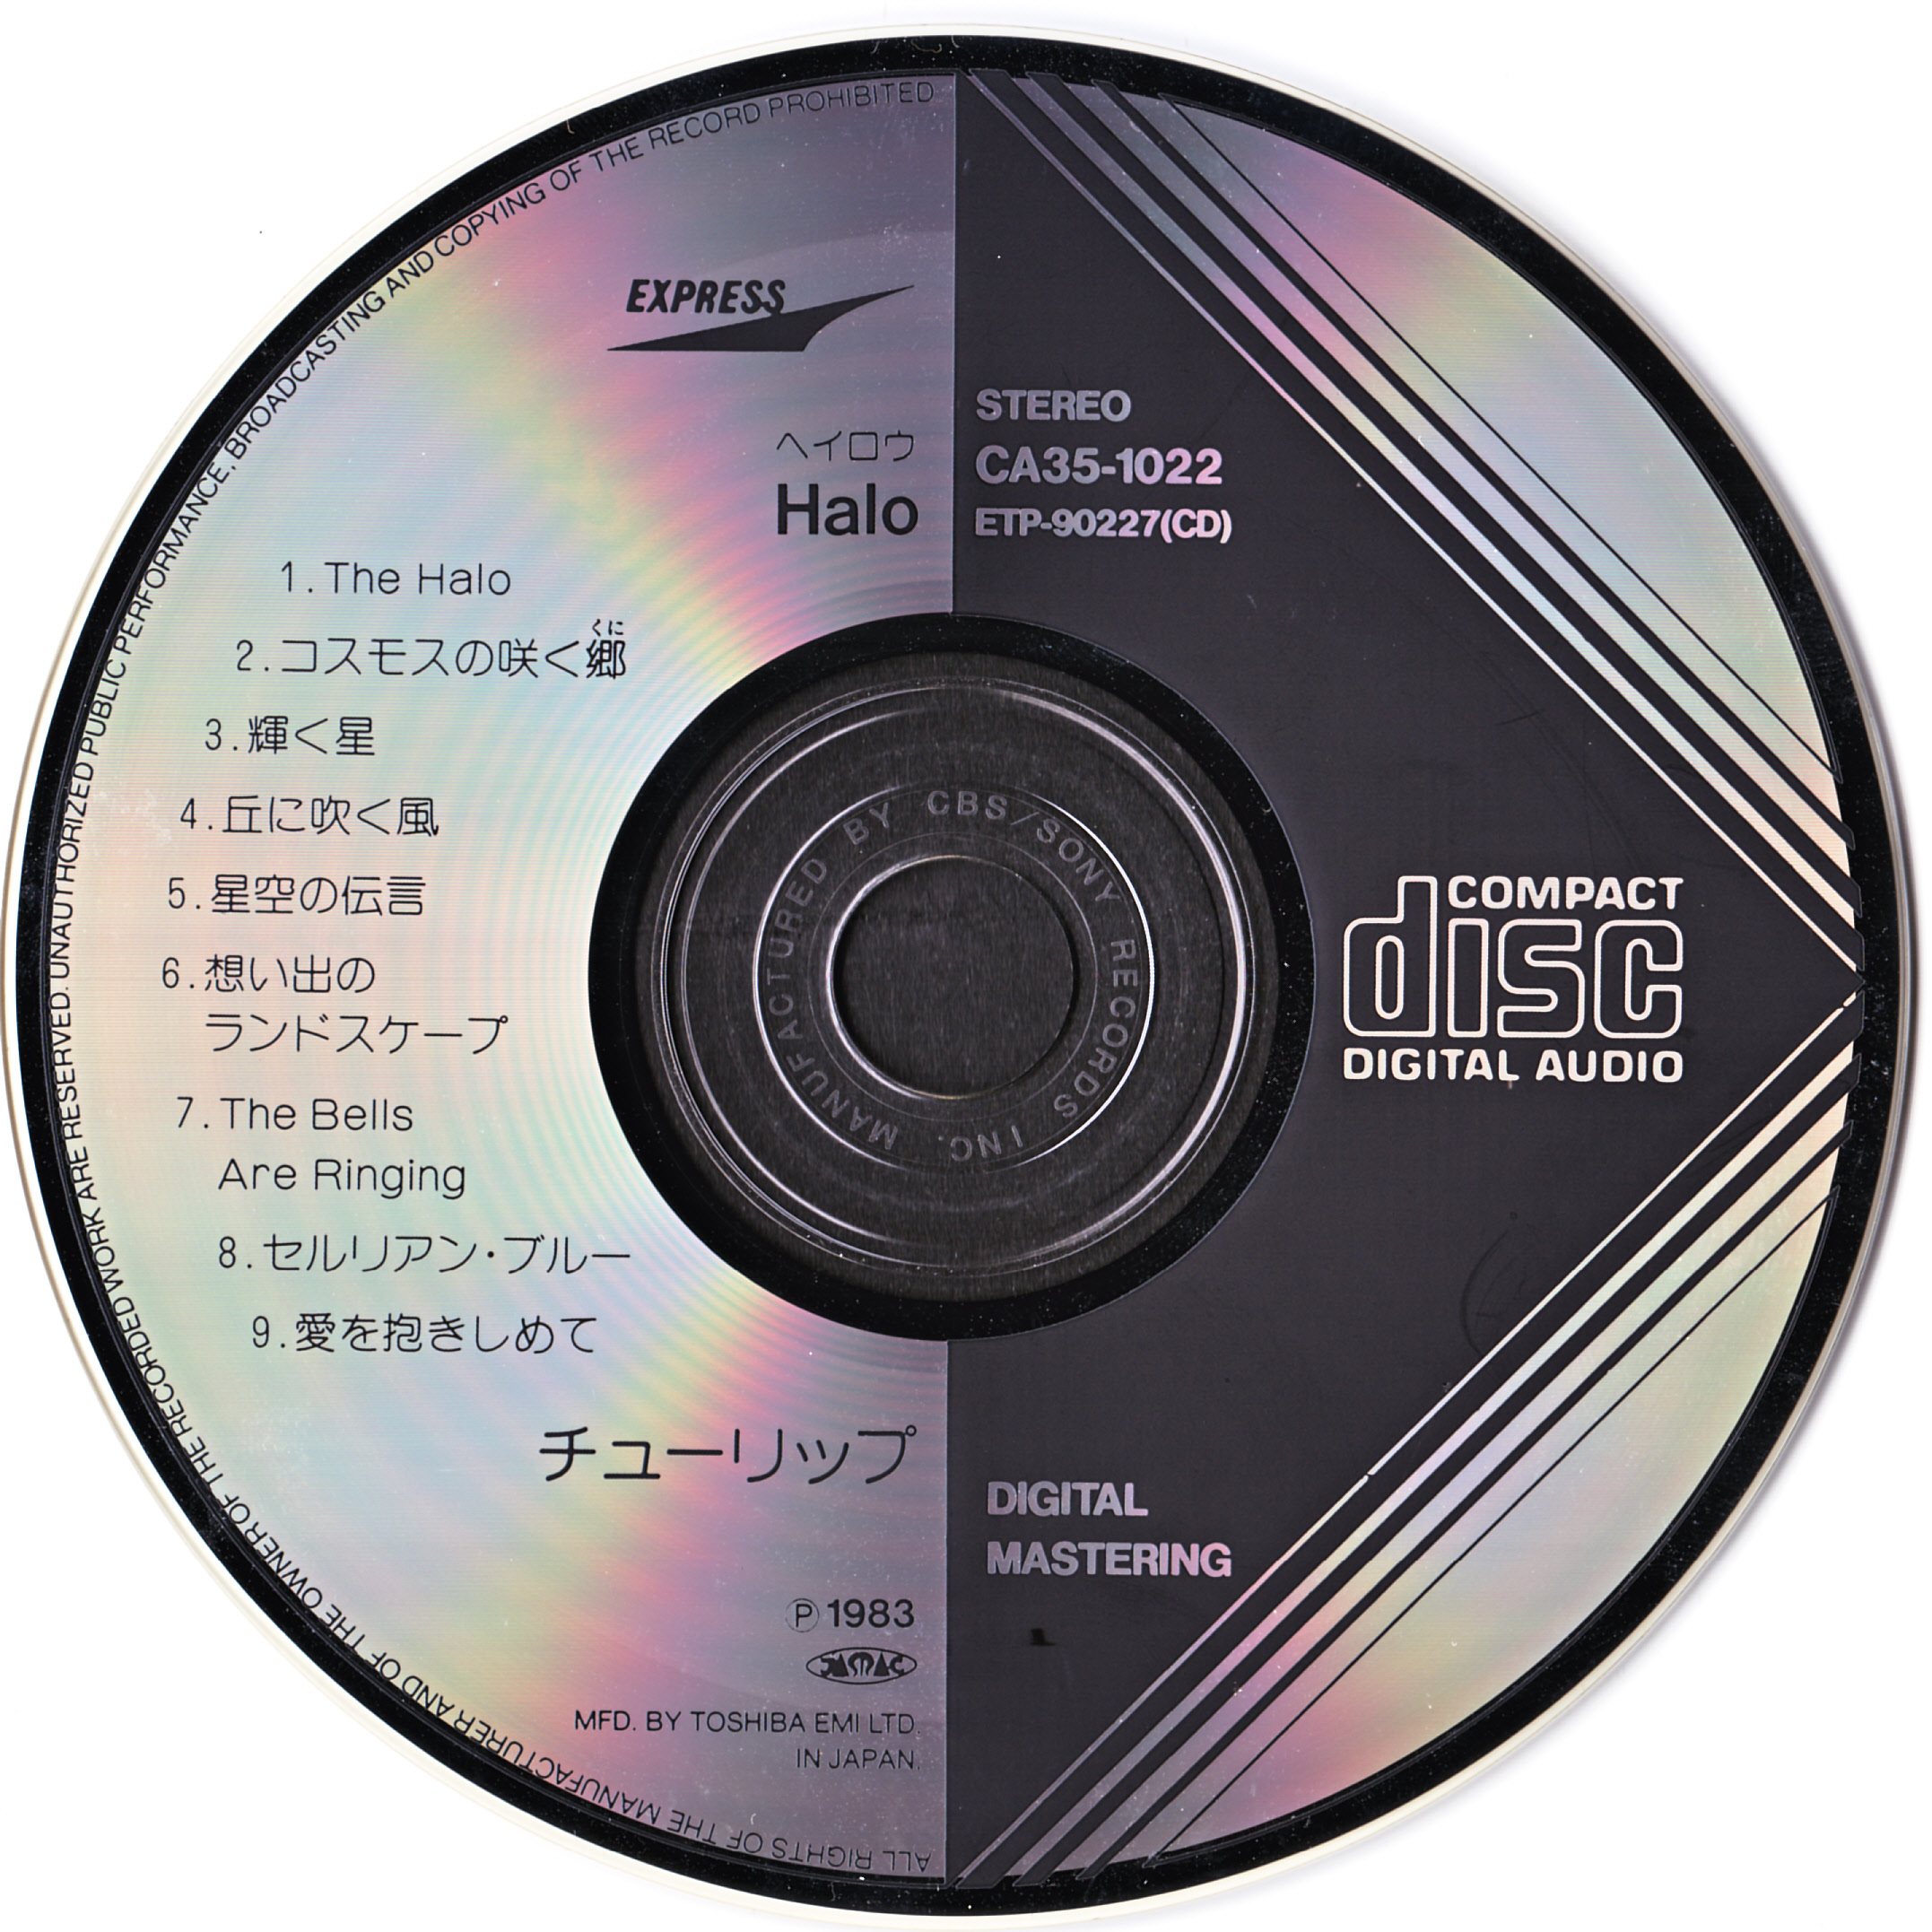 EXPRESS
ヘイロウ
Halo
STEREO
CA35-1022
ETP-90227(CD)
1. The Halo
くに
2. コスモスの咲く郷
3. 輝く星
4. 丘に吹く風
5. 星空の伝言
6. 想い出の
ランドスケープ
7. The Bells
Are Ringing
8. セルリアン・ブルー
9. 愛を抱きしめて
チューリップ
COMPACT
disc
DIGITAL AUDIO
DIGITAL
MASTERING
Ⓟ 1983
JASRAC
MFD. BY TOSHIBA EMI LTD.
IN JAPAN.
ALL RIGHTS OF THE MANUFACTURER AND OF THE OWNER OF THE RECORDED WORK ARE RESERVED. UNAUTHORIZED PUBLIC PERFORMANCE, BROADCASTING AND COPYING OF THE RECORD PROHIBITED
MANUFACTURED BY CBS/SONY RECORDS INC.